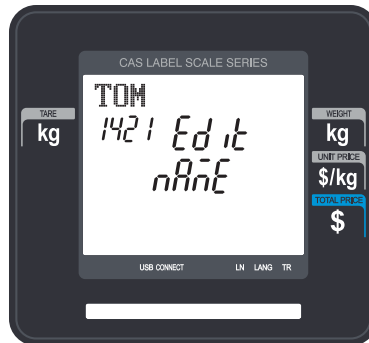 CAS LABEL SCALE SERIES
TOM
1421 Edit
nAmE
TARE
kg
WEIGHT
kg
UNIT PRICE
$/kg
TOTAL PRICE
$
USB CONNECT LN LANG TR